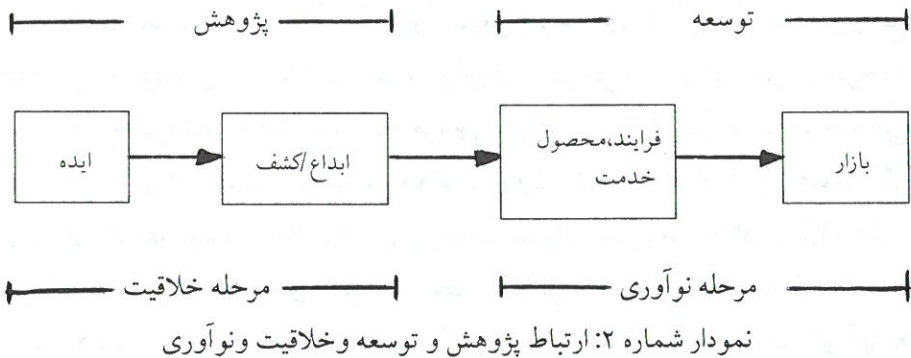 پژوهش
توسعه
ایده
ابداع/کشف
فرایند،محصول
خدمت
بازار
مرحله خلاقیت
مرحله نوآوری
نمودار شماره ۲: ارتباط پژوهش و توسعه وخلاقیت ونوآوری